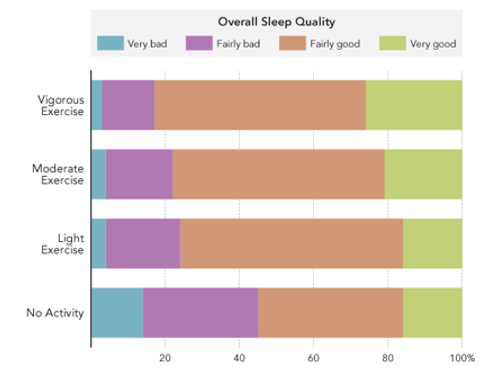 Overall Sleep Quality
Very bad Fairly bad Fairly good Very good
Vigorous
Exercise
Moderate
Exercise
Light
Exercise
No Activity
20 40 60 80 100%